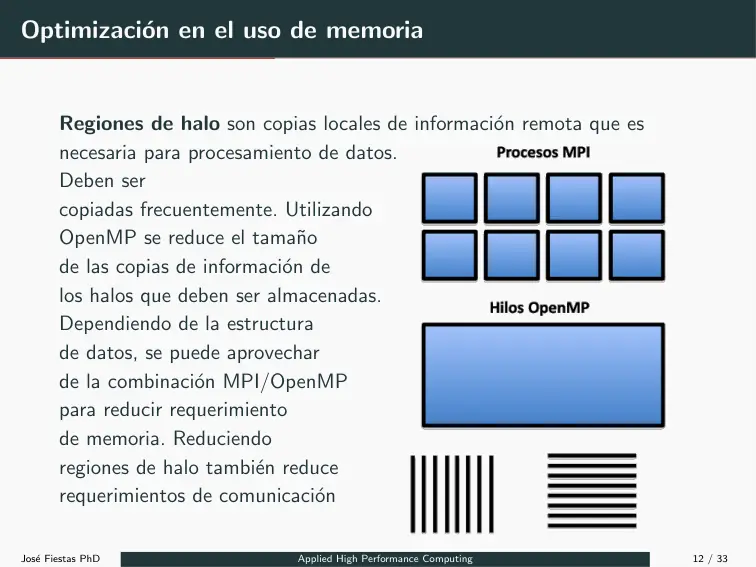 Optimización en el uso de memoria
Regiones de halo son copias locales de información remota que es
necesaria para procesamiento de datos.
Deben ser
copiadas frecuentemente. Utilizando
OpenMP se reduce el tamaño
de las copias de información de
los halos que deben ser almacenadas.
Dependiendo de la estructura
de datos, se puede aprovechar
de la combinación MPI/OpenMP
para reducir requerimiento
de memoria. Reduciendo
regiones de halo también reduce
requerimientos de comunicación
Procesos MPI
Hilos OpenMP
José Fiestas PhD
Applied High Performance Computing
12 / 33